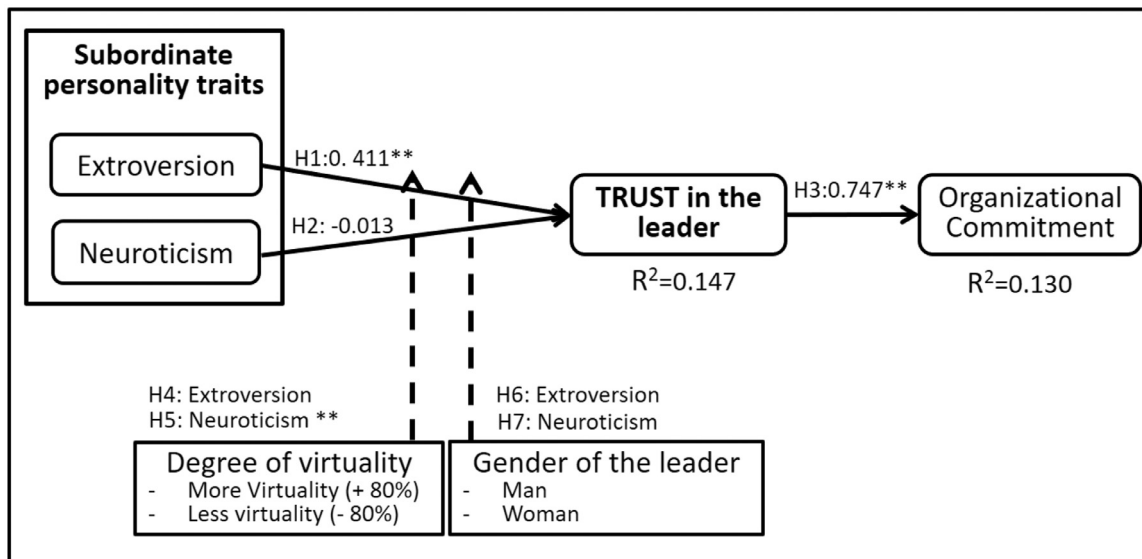 Subordinate
personality traits
Extroversion
Neuroticism
H1:0. 411**
H2: -0.013
TRUST in the
leader
R²=0.147
H3:0.747**
Organizational
Commitment
R²=0.130
H4: Extroversion
H5: Neuroticism **
Degree of virtuality
- More Virtuality (+ 80%)
- Less virtuality (- 80%)
H6: Extroversion
H7: Neuroticism
Gender of the leader
- Man
- Woman